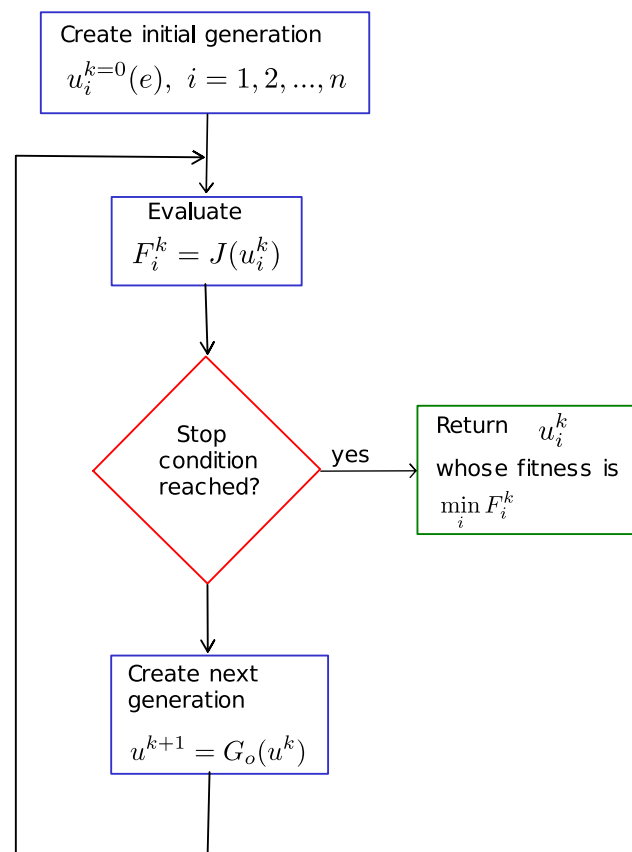 Create initial generation
$u_i^{k=0}(e),\ i = 1, 2, ..., n$
Evaluate
$F_i^k = J(u_i^k)$
Stop
condition
reached?
yes
Return $u_i^k$
whose fitness is
$\min_i F_i^k$
Create next
generation
$u^{k+1} = G_o(u^k)$